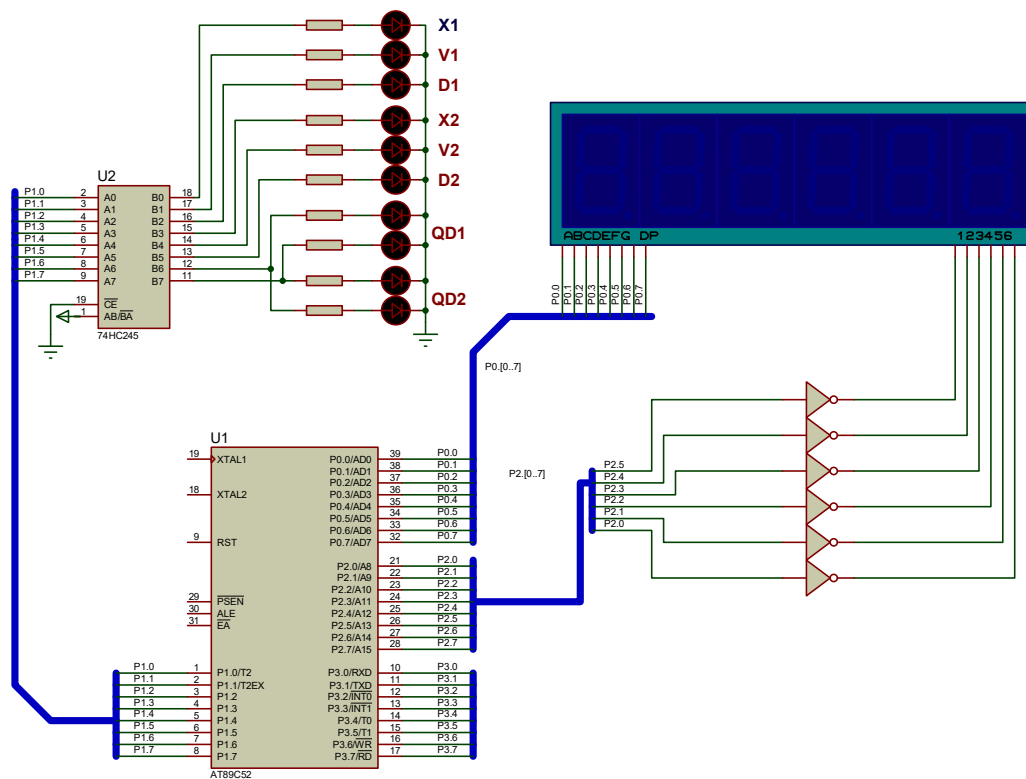 X1
V1
D1
X2
V2
D2
QD1
QD2
U2
P1.0 2 A0 B0 18
P1.1 3 A1 B1 17
P1.2 4 A2 B2 16
P1.3 5 A3 B3 15
P1.4 6 A4 B4 14
P1.5 7 A5 B5 13
P1.6 8 A6 B6 12
P1.7 9 A7 B7 11
19 CE
1 AB/BA
74HC245
ABCDEFG DP 123456
P0.0 P0.1 P0.2 P0.3 P0.4 P0.5 P0.6 P0.7
P0.[0..7]
P2.[0..7]
P2.5
P2.4
P2.3
P2.2
P2.1
P2.0
U1
19 XTAL1 P0.0/AD0 39 P0.0
P0.1/AD1 38 P0.1
P0.2/AD2 37 P0.2
18 XTAL2 P0.3/AD3 36 P0.3
P0.4/AD4 35 P0.4
P0.5/AD5 34 P0.5
P0.6/AD6 33 P0.6
9 RST P0.7/AD7 32 P0.7
P2.0/A8 21 P2.0
P2.1/A9 22 P2.1
P2.2/A10 23 P2.2
29 PSEN P2.3/A11 24 P2.3
30 ALE P2.4/A12 25 P2.4
31 EA P2.5/A13 26 P2.5
P2.6/A14 27 P2.6
P2.7/A15 28 P2.7
P1.0 1 P1.0/T2 P3.0/RXD 10 P3.0
P1.1 2 P1.1/T2EX P3.1/TXD 11 P3.1
P1.2 3 P1.2 P3.2/INT0 12 P3.2
P1.3 4 P1.3 P3.3/INT1 13 P3.3
P1.4 5 P1.4 P3.4/T0 14 P3.4
P1.5 6 P1.5 P3.5/T1 15 P3.5
P1.6 7 P1.6 P3.6/WR 16 P3.6
P1.7 8 P1.7 P3.7/RD 17 P3.7
AT89C52